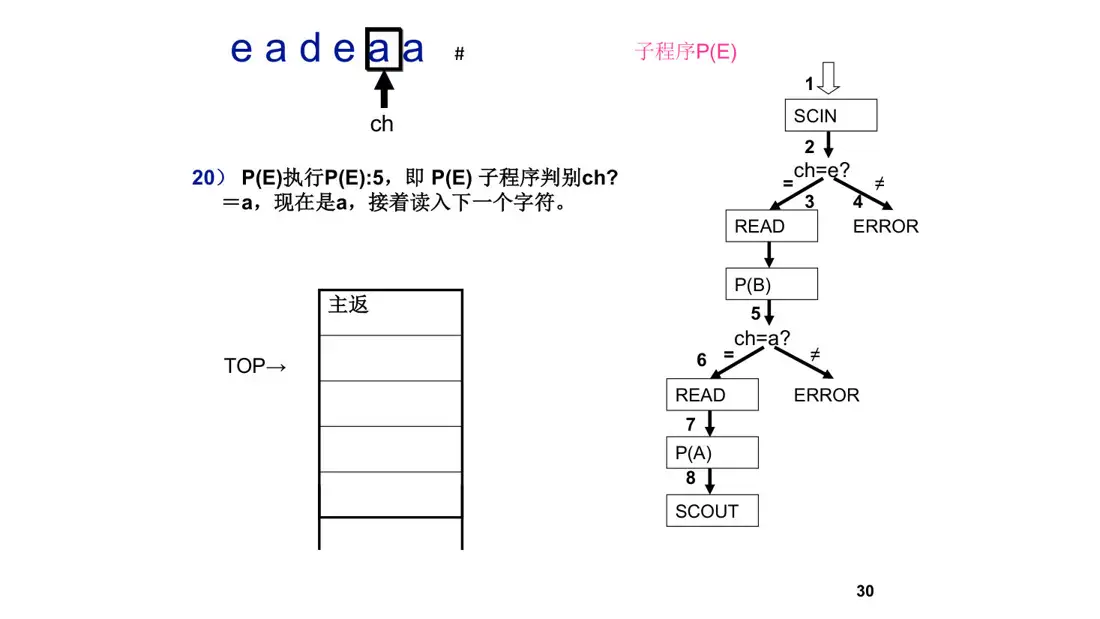 e a d e a a #
ch
20） P(E)执行P(E):5，即 P(E) 子程序判别ch?
＝a，现在是a，接着读入下一个字符。
主返
TOP→
子程序P(E)
1
SCIN
2
ch=e?
= ≠
3 4
READ ERROR
P(B)
5
ch=a?
6 = ≠
READ ERROR
7
P(A)
8
SCOUT
30